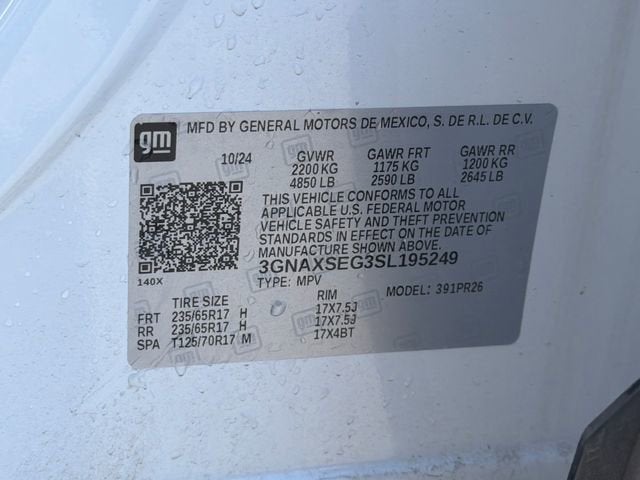 gm
MFD BY GENERAL MOTORS DE MEXICO, S. DE R.L. DE C.V.
10/24 GVWR GAWR FRT GAWR RR
2200 KG 1175 KG 1200 KG
4850 LB 2590 LB 2645 LB
THIS VEHICLE CONFORMS TO ALL
APPLICABLE U.S. FEDERAL MOTOR
VEHICLE SAFETY AND THEFT PREVENTION
STANDARDS IN EFFECT ON THE DATE OF
MANUFACTURE SHOWN ABOVE.
3GNAXSEG3SL195249
140X
TYPE: MPV MODEL: 391PR26
TIRE SIZE RIM
FRT 235/65R17 H 17X7.5J
RR 235/65R17 H 17X7.5J
SPA T125/70R17 M 17X4BT